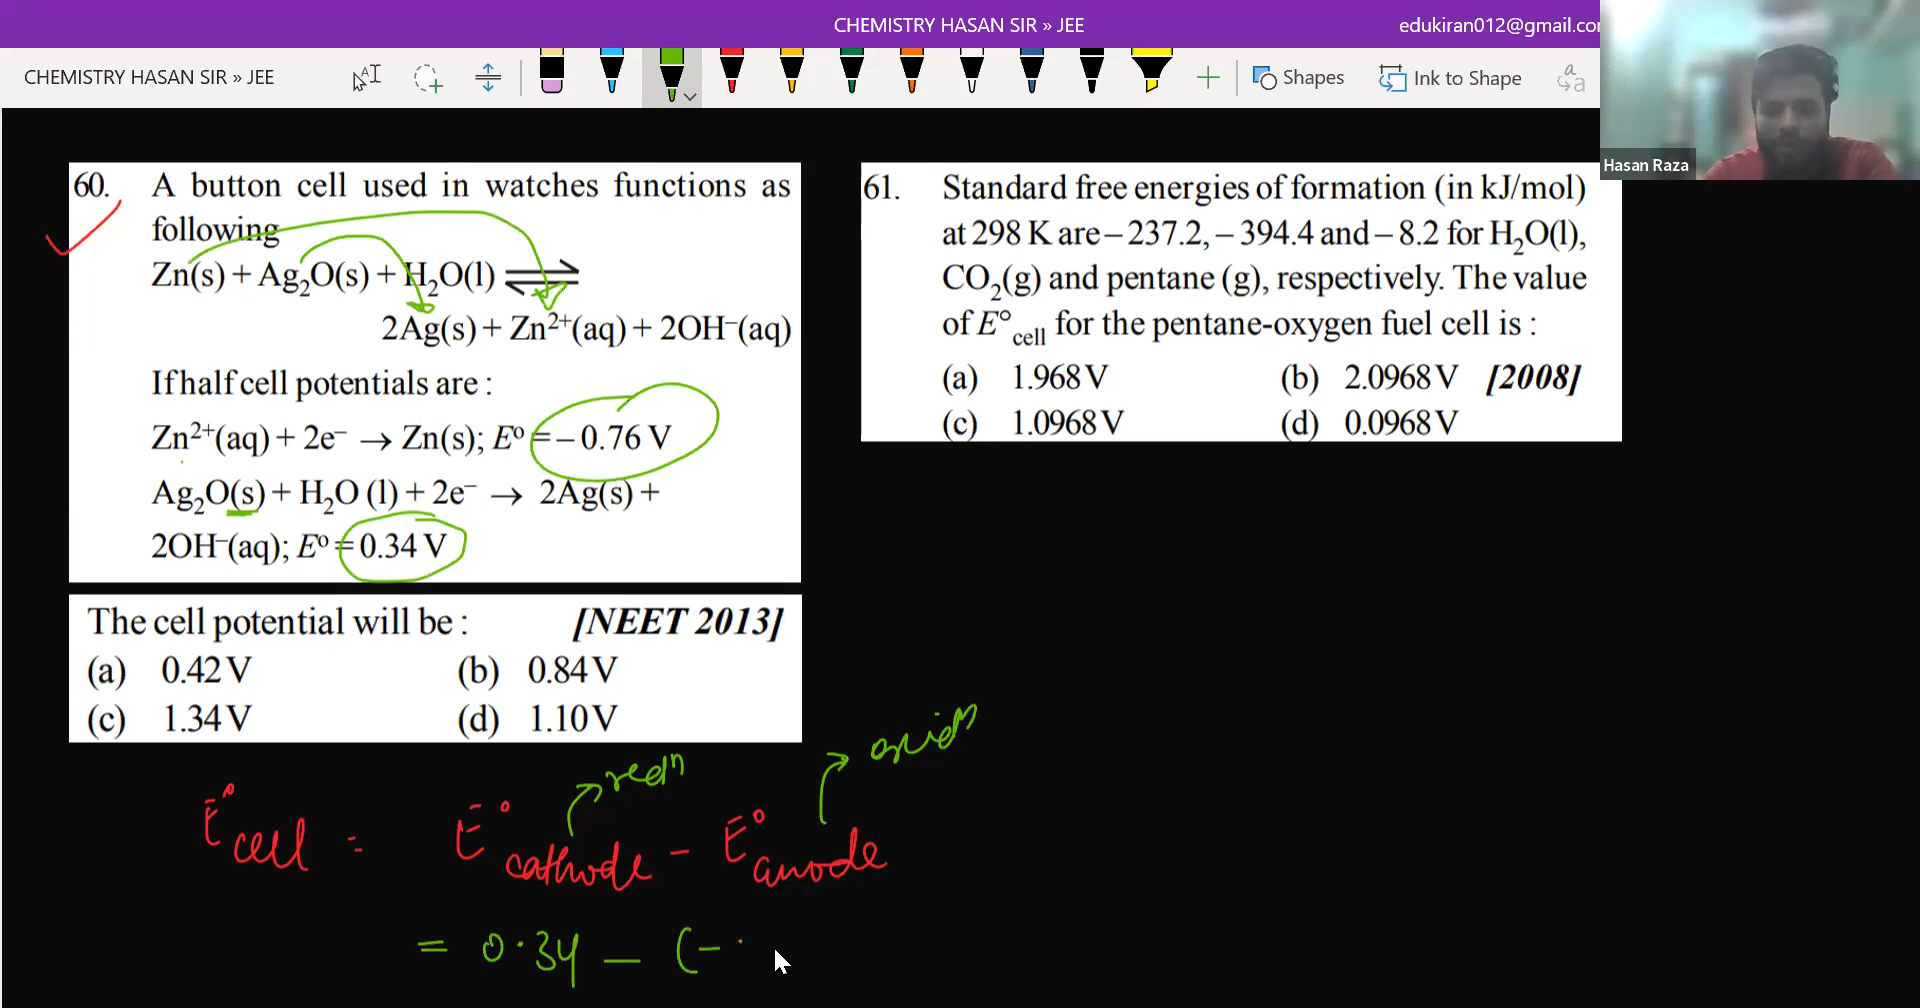 CHEMISTRY HASAN SIR » JEE
edukiran012@gmail.co
CHEMISTRY HASAN SIR » JEE
Shapes
Ink to Shape
Hasan Raza
60. A button cell used in watches functions as
following
Zn(s) + Ag₂O(s) + H₂O(l) ⇌
2Ag(s) + Zn²⁺(aq) + 2OH⁻(aq)
If half cell potentials are :
Zn²⁺(aq) + 2e⁻ → Zn(s); E° = – 0.76 V
Ag₂O(s) + H₂O (l) + 2e⁻ → 2Ag(s) +
2OH⁻(aq); E° = 0.34 V
The cell potential will be : [NEET 2013]
(a) 0.42 V (b) 0.84 V
(c) 1.34 V (d) 1.10 V
61. Standard free energies of formation (in kJ/mol)
at 298 K are – 237.2, – 394.4 and – 8.2 for H₂O(l),
CO₂(g) and pentane (g), respectively. The value
of E°cell for the pentane-oxygen fuel cell is :
(a) 1.968 V (b) 2.0968 V [2008]
(c) 1.0968 V (d) 0.0968 V
redⁿ
oxidⁿ
E°cell = E°cathode - E°anode
= 0.34 – (-